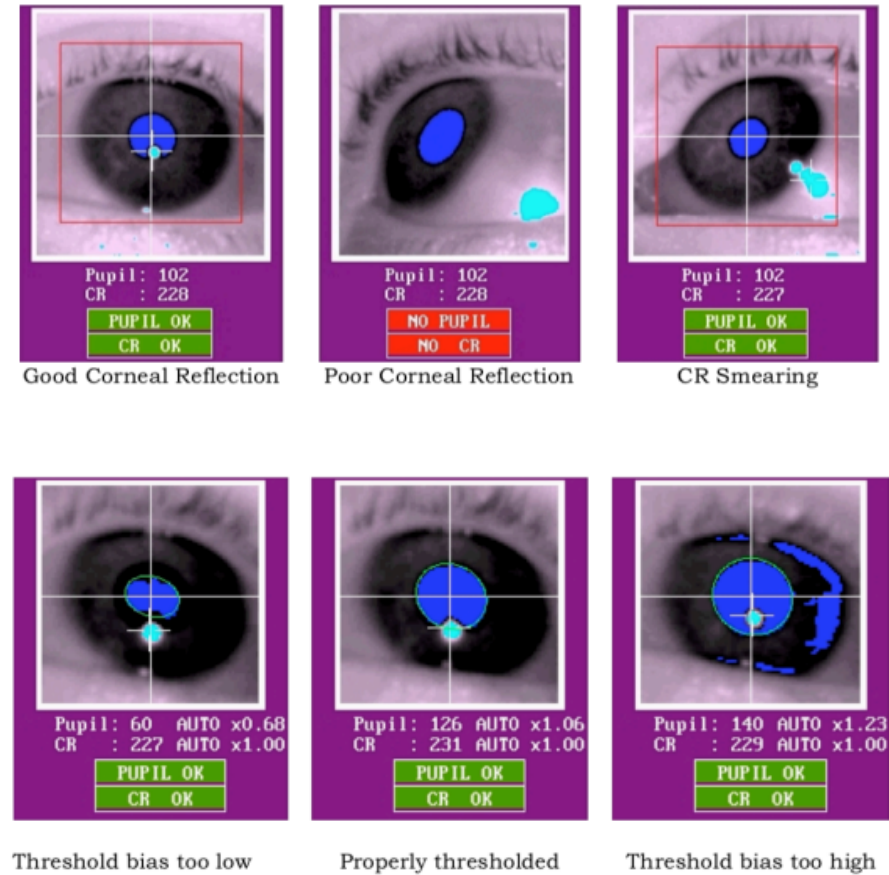 Pupil: 102
CR : 228
PUPIL OK
CR OK
Good Corneal Reflection
Pupil: 102
CR : 228
NO PUPIL
NO CR
Poor Corneal Reflection
Pupil: 102
CR : 227
PUPIL OK
CR OK
CR Smearing
Pupil: 60 AUTO x0.68
CR : 227 AUTO x1.00
PUPIL OK
CR OK
Threshold bias too low
Pupil: 126 AUTO x1.06
CR : 231 AUTO x1.00
PUPIL OK
CR OK
Properly thresholded
Pupil: 140 AUTO x1.23
CR : 229 AUTO x1.00
PUPIL OK
CR OK
Threshold bias too high